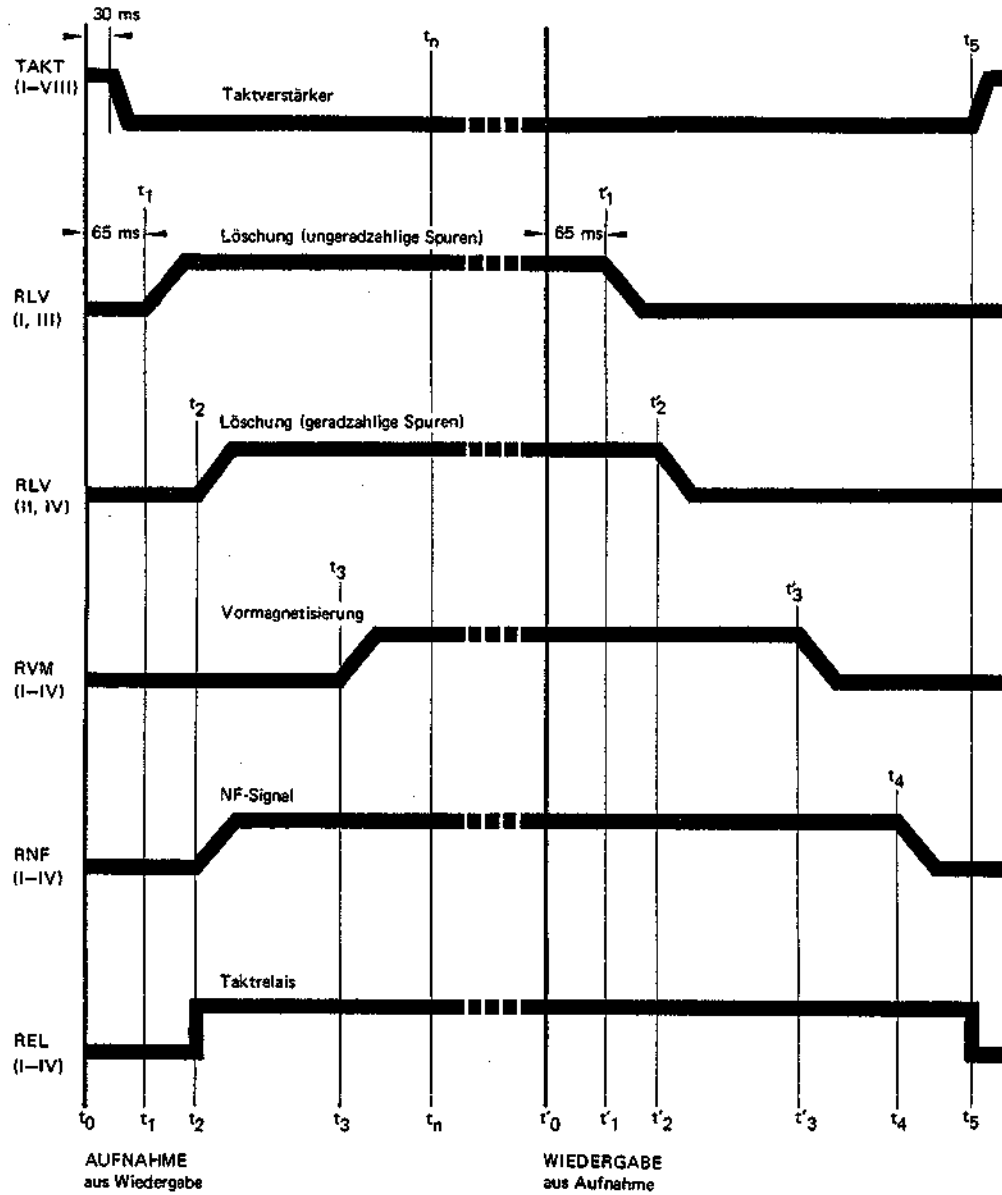 30 ms
TAKT
(I–VIII)
tn
t5
Taktverstärker
t1
t'1
65 ms
Löschung (ungeradzahlige Spuren)
65 ms
RLV
(I, III)
t2
Löschung (geradzahlige Spuren)
t'2
RLV
(II, IV)
t3
Vormagnetisierung
t'3
RVM
(I–IV)
NF-Signal
t4
RNF
(I–IV)
Taktrelais
REL
(I–IV)
t0 t1 t2 t3 tn t'0 t'1 t'2 t'3 t4 t5
AUFNAHME
aus Wiedergabe
WIEDERGABE
aus Aufnahme